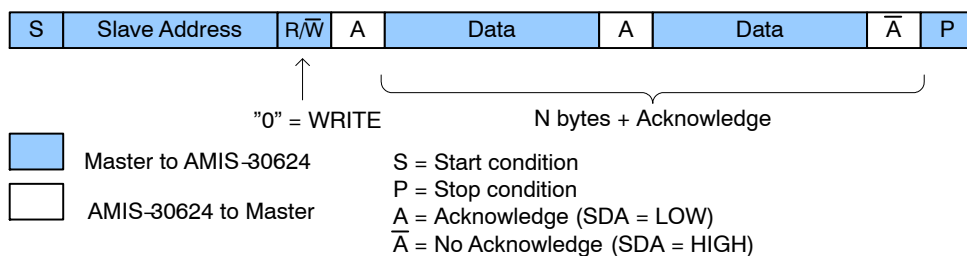 S Slave Address R/W̅ A Data A Data A̅ P
”0” = WRITE
N bytes + Acknowledge
Master to AMIS−30624
AMIS−30624 to Master
S = Start condition
P = Stop condition
A = Acknowledge (SDA = LOW)
A̅ = No Acknowledge (SDA = HIGH)